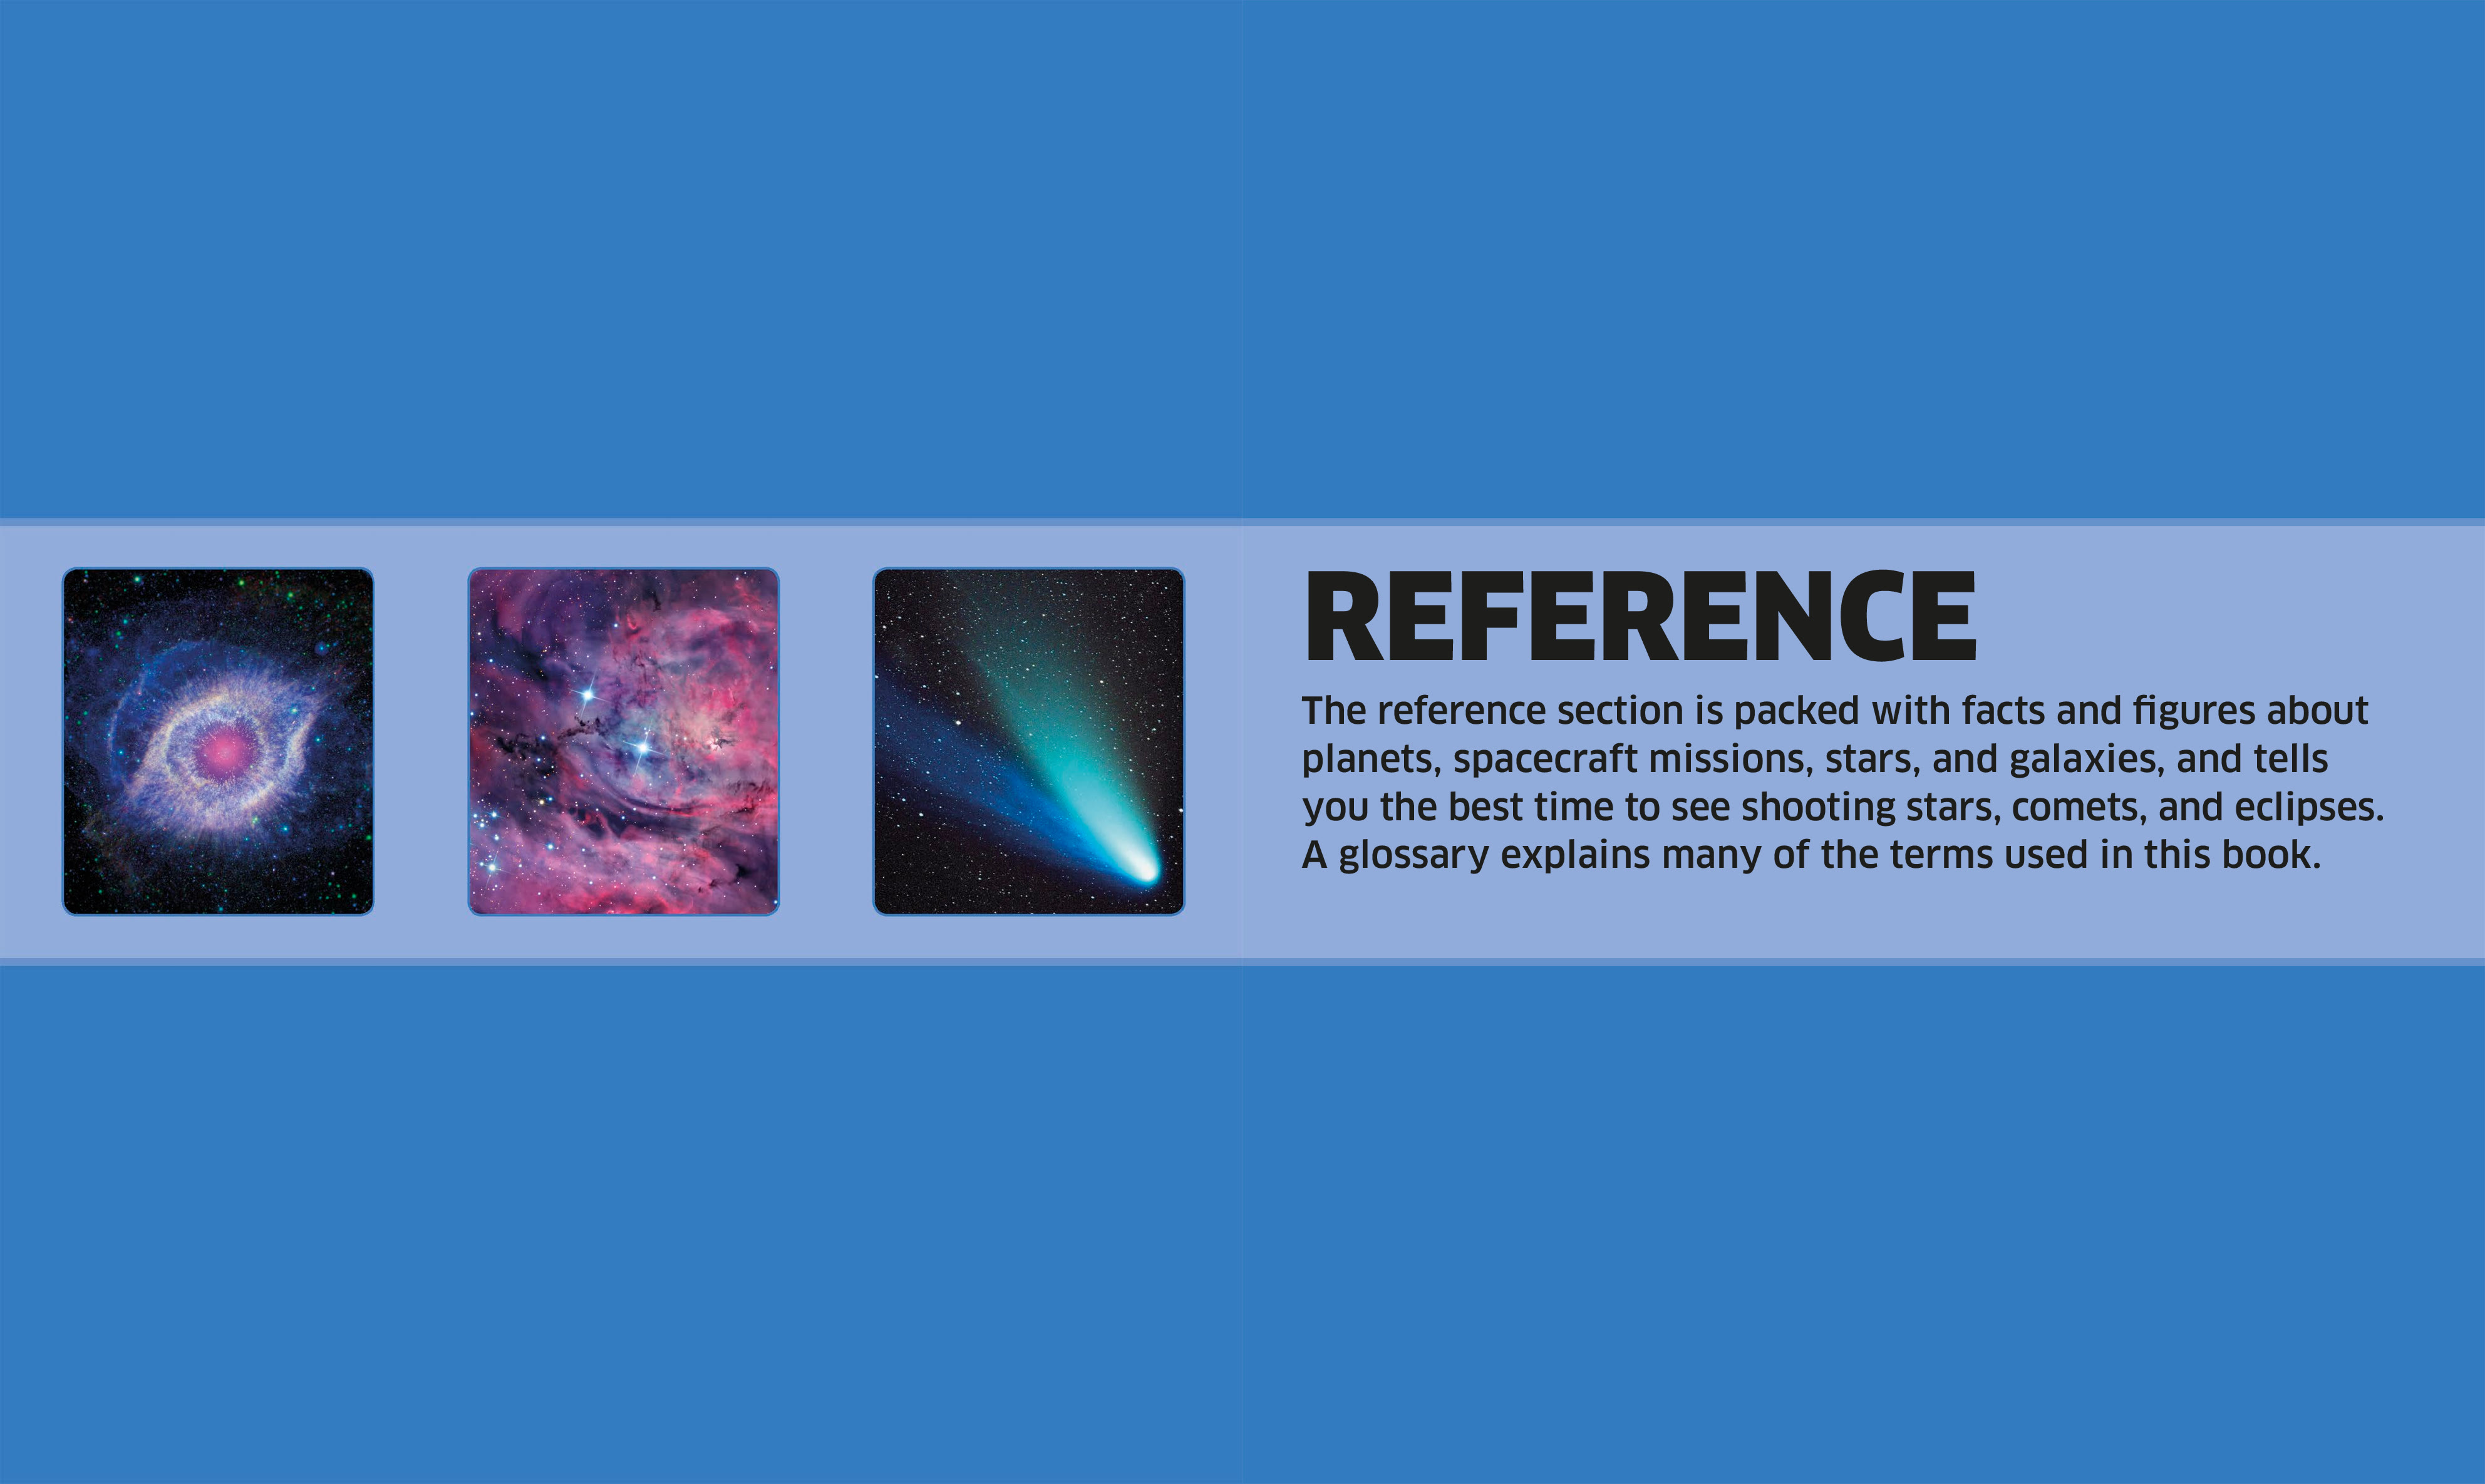 REFERENCE
The reference section is packed with facts and figures about
planets, spacecraft missions, stars, and galaxies, and tells
you the best time to see shooting stars, comets, and eclipses.
A glossary explains many of the terms used in this book.